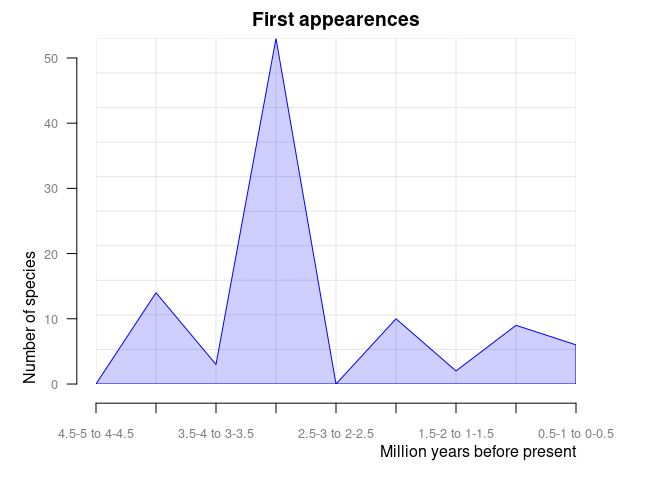 First appearences
Number of species
50
40
30
20
10
0
4.5-5 to 4-4.5 3.5-4 to 3-3.5 2.5-3 to 2-2.5 1.5-2 to 1-1.5 0.5-1 to 0-0.5
Million years before present